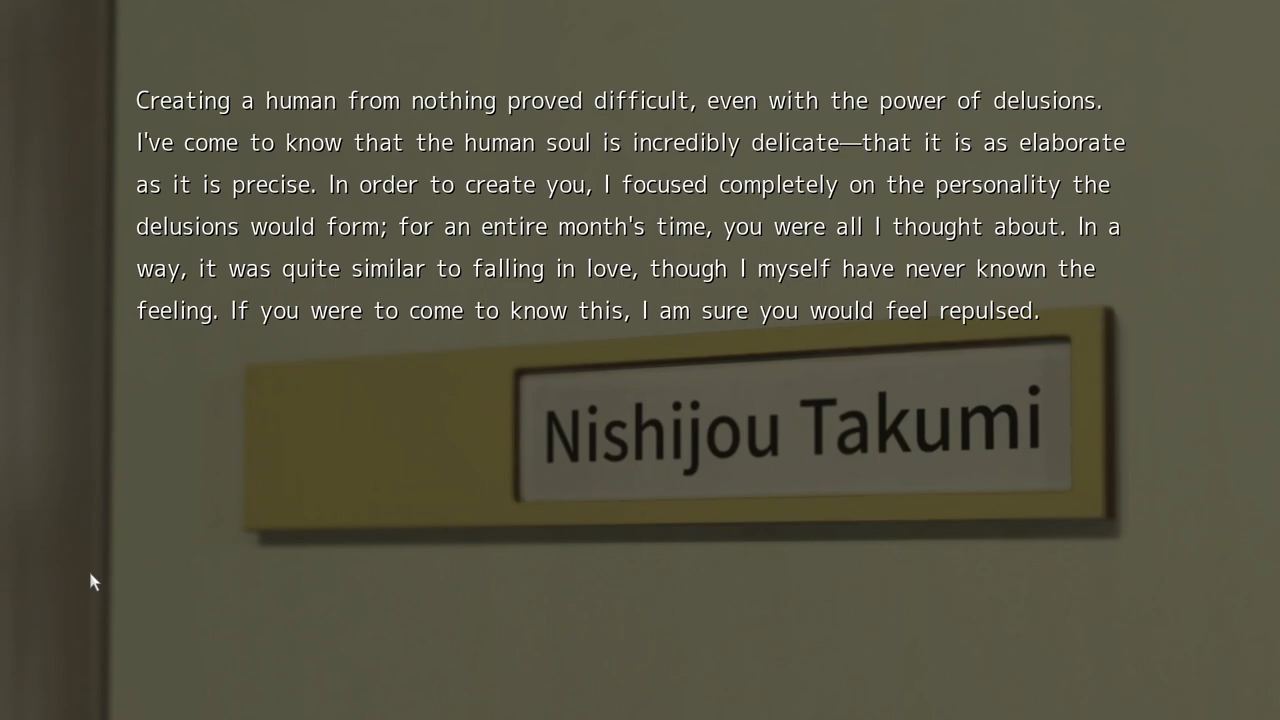 Creating a human from nothing proved difficult, even with the power of delusions.
I've come to know that the human soul is incredibly delicate—that it is as elaborate
as it is precise. In order to create you, I focused completely on the personality the
delusions would form; for an entire month's time, you were all I thought about. In a
way, it was quite similar to falling in love, though I myself have never known the
feeling. If you were to come to know this, I am sure you would feel repulsed.
Nishijou Takumi